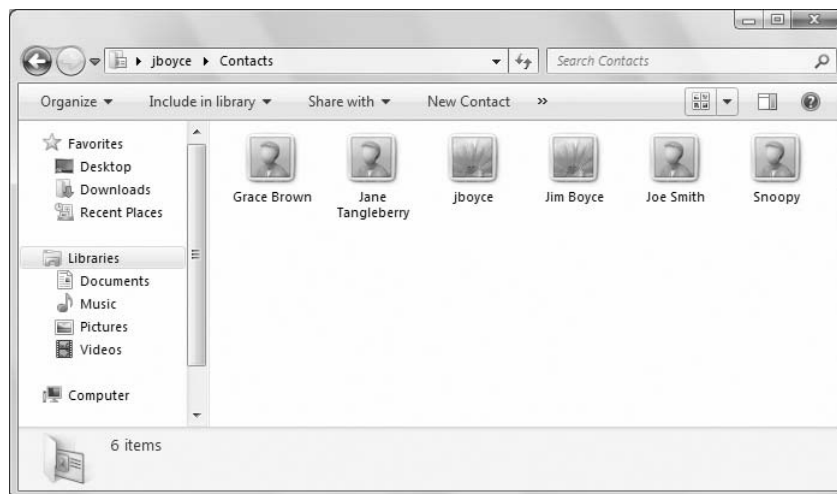 jboyce Contacts
Search Contacts
Organize Include in library Share with New Contact »
Favorites
Desktop
Downloads
Recent Places
Libraries
Documents
Music
Pictures
Videos
Computer
Grace Brown
Jane
Tangleberry
jboyce
Jim Boyce
Joe Smith
Snoopy
6 items